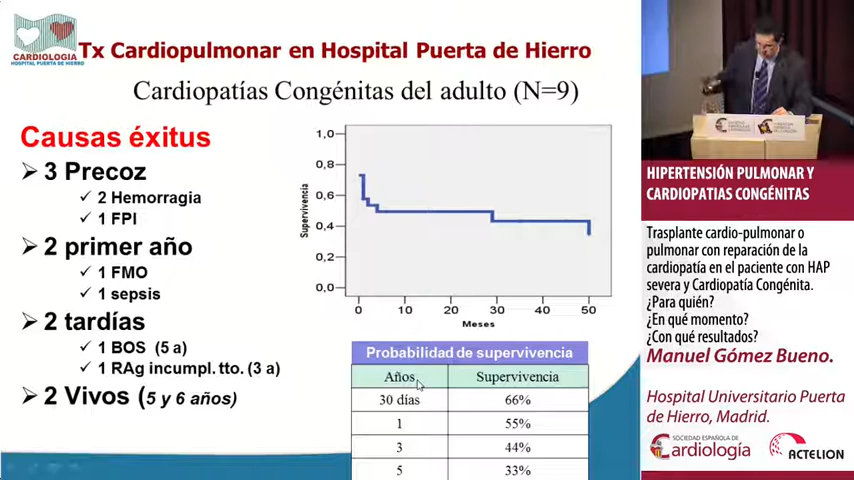 CARDIOLOGIA
HOSPITAL PUERTA DE HIERRO
Tx Cardiopulmonar en Hospital Puerta de Hierro
Cardiopatías Congénitas del adulto (N=9)
Causas éxitus
3 Precoz
2 Hemorragia
1 FPI
2 primer año
1 FMO
1 sepsis
2 tardías
1 BOS (5 a)
1 RAg incumpl. tto. (3 a)
2 Vivos (5 y 6 años)
Supervivencia
1,0
0,8
0,6
0,4
0,2
0,0
0 10 20 30 40 50
Meses
Probabilidad de supervivencia
Años Supervivencia
30 días 66%
1 55%
3 44%
5 33%
HIPERTENSIÓN PULMONAR Y
CARDIOPATIAS CONGÉNITAS
Trasplante cardio-pulmonar o
pulmonar con reparación de la
cardiopatía en el paciente con HAP
severa y Cardiopatía Congénita.
¿Para quién?
¿En qué momento?
¿Con qué resultados?
Manuel Gómez Bueno.
Hospital Universitario Puerta
de Hierro, Madrid.
SOCIEDAD ESPAÑOLA DE
Cardiología
ACTELION